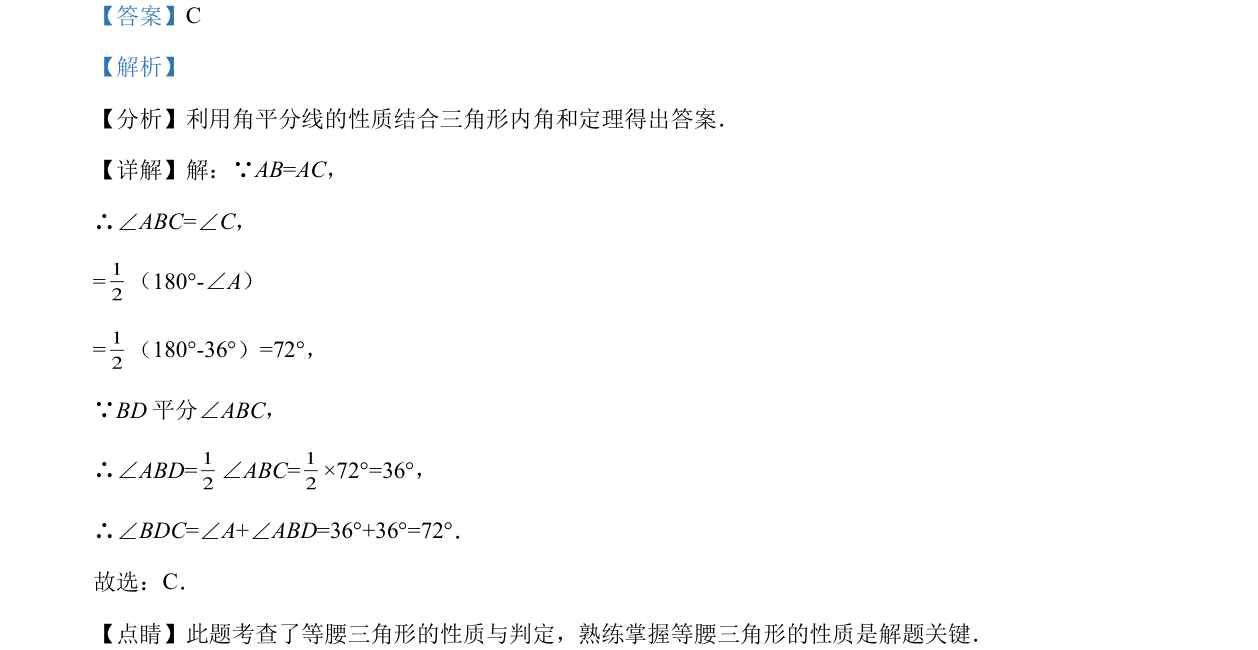 【答案】C
【解析】
【分析】利用角平分线的性质结合三角形内角和定理得出答案．
【详解】解：∵AB=AC，
∴∠ABC=∠C，
=1/2（180°-∠A）
=1/2（180°-36°）=72°，
∵BD 平分∠ABC，
∴∠ABD=1/2∠ABC=1/2×72°=36°，
∴∠BDC=∠A+∠ABD=36°+36°=72°．
故选：C．
【点睛】此题考查了等腰三角形的性质与判定，熟练掌握等腰三角形的性质是解题关键．